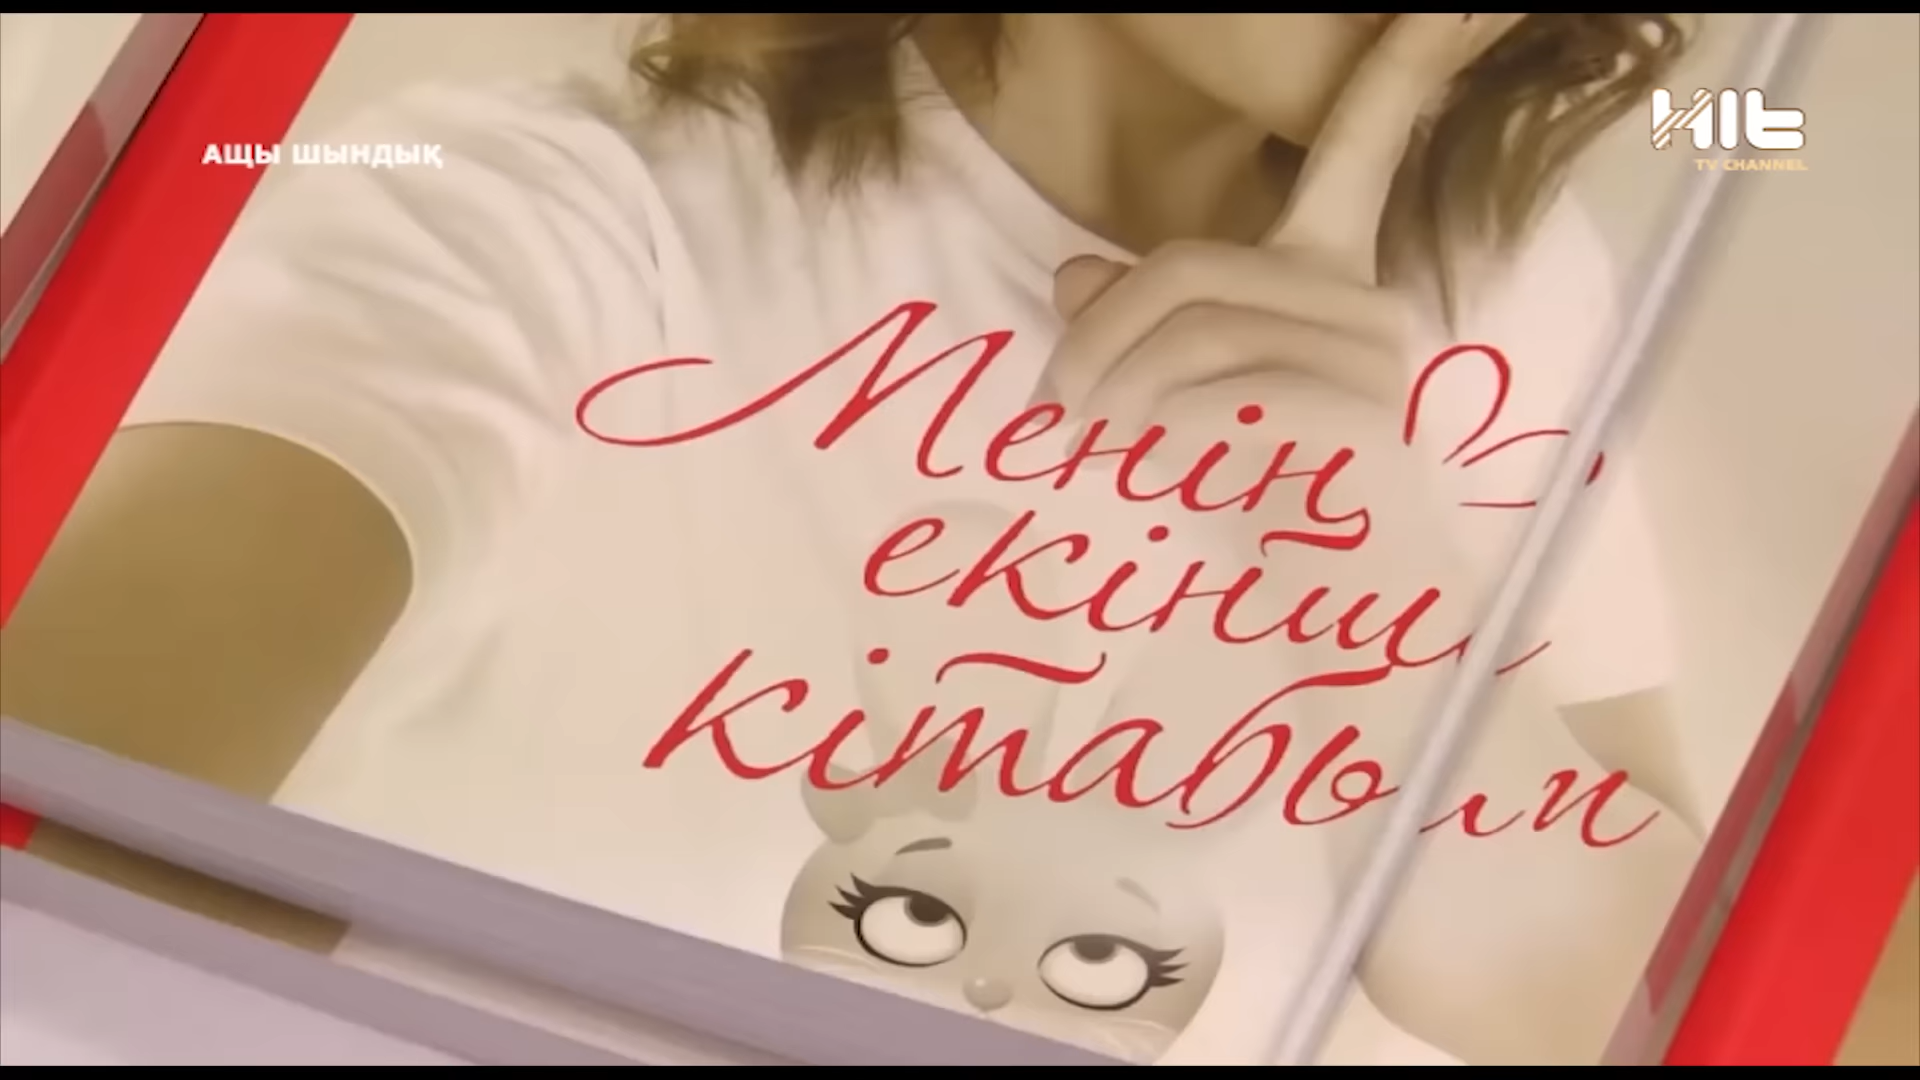 АЩЫ ШЫНДЫҚ
HIt
TV CHANNEL
Менің
екінші
кітабым